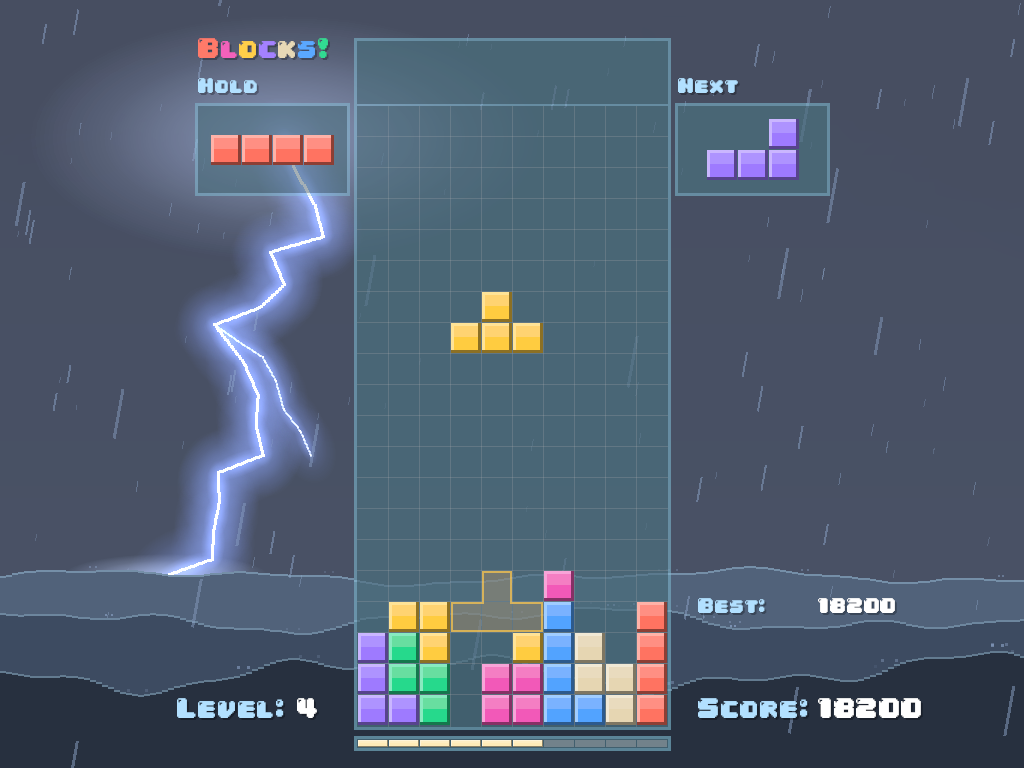 BLOCKS!
HOLD
NEXT
BEST: 18200
LEVEL: 4
SCORE: 18200